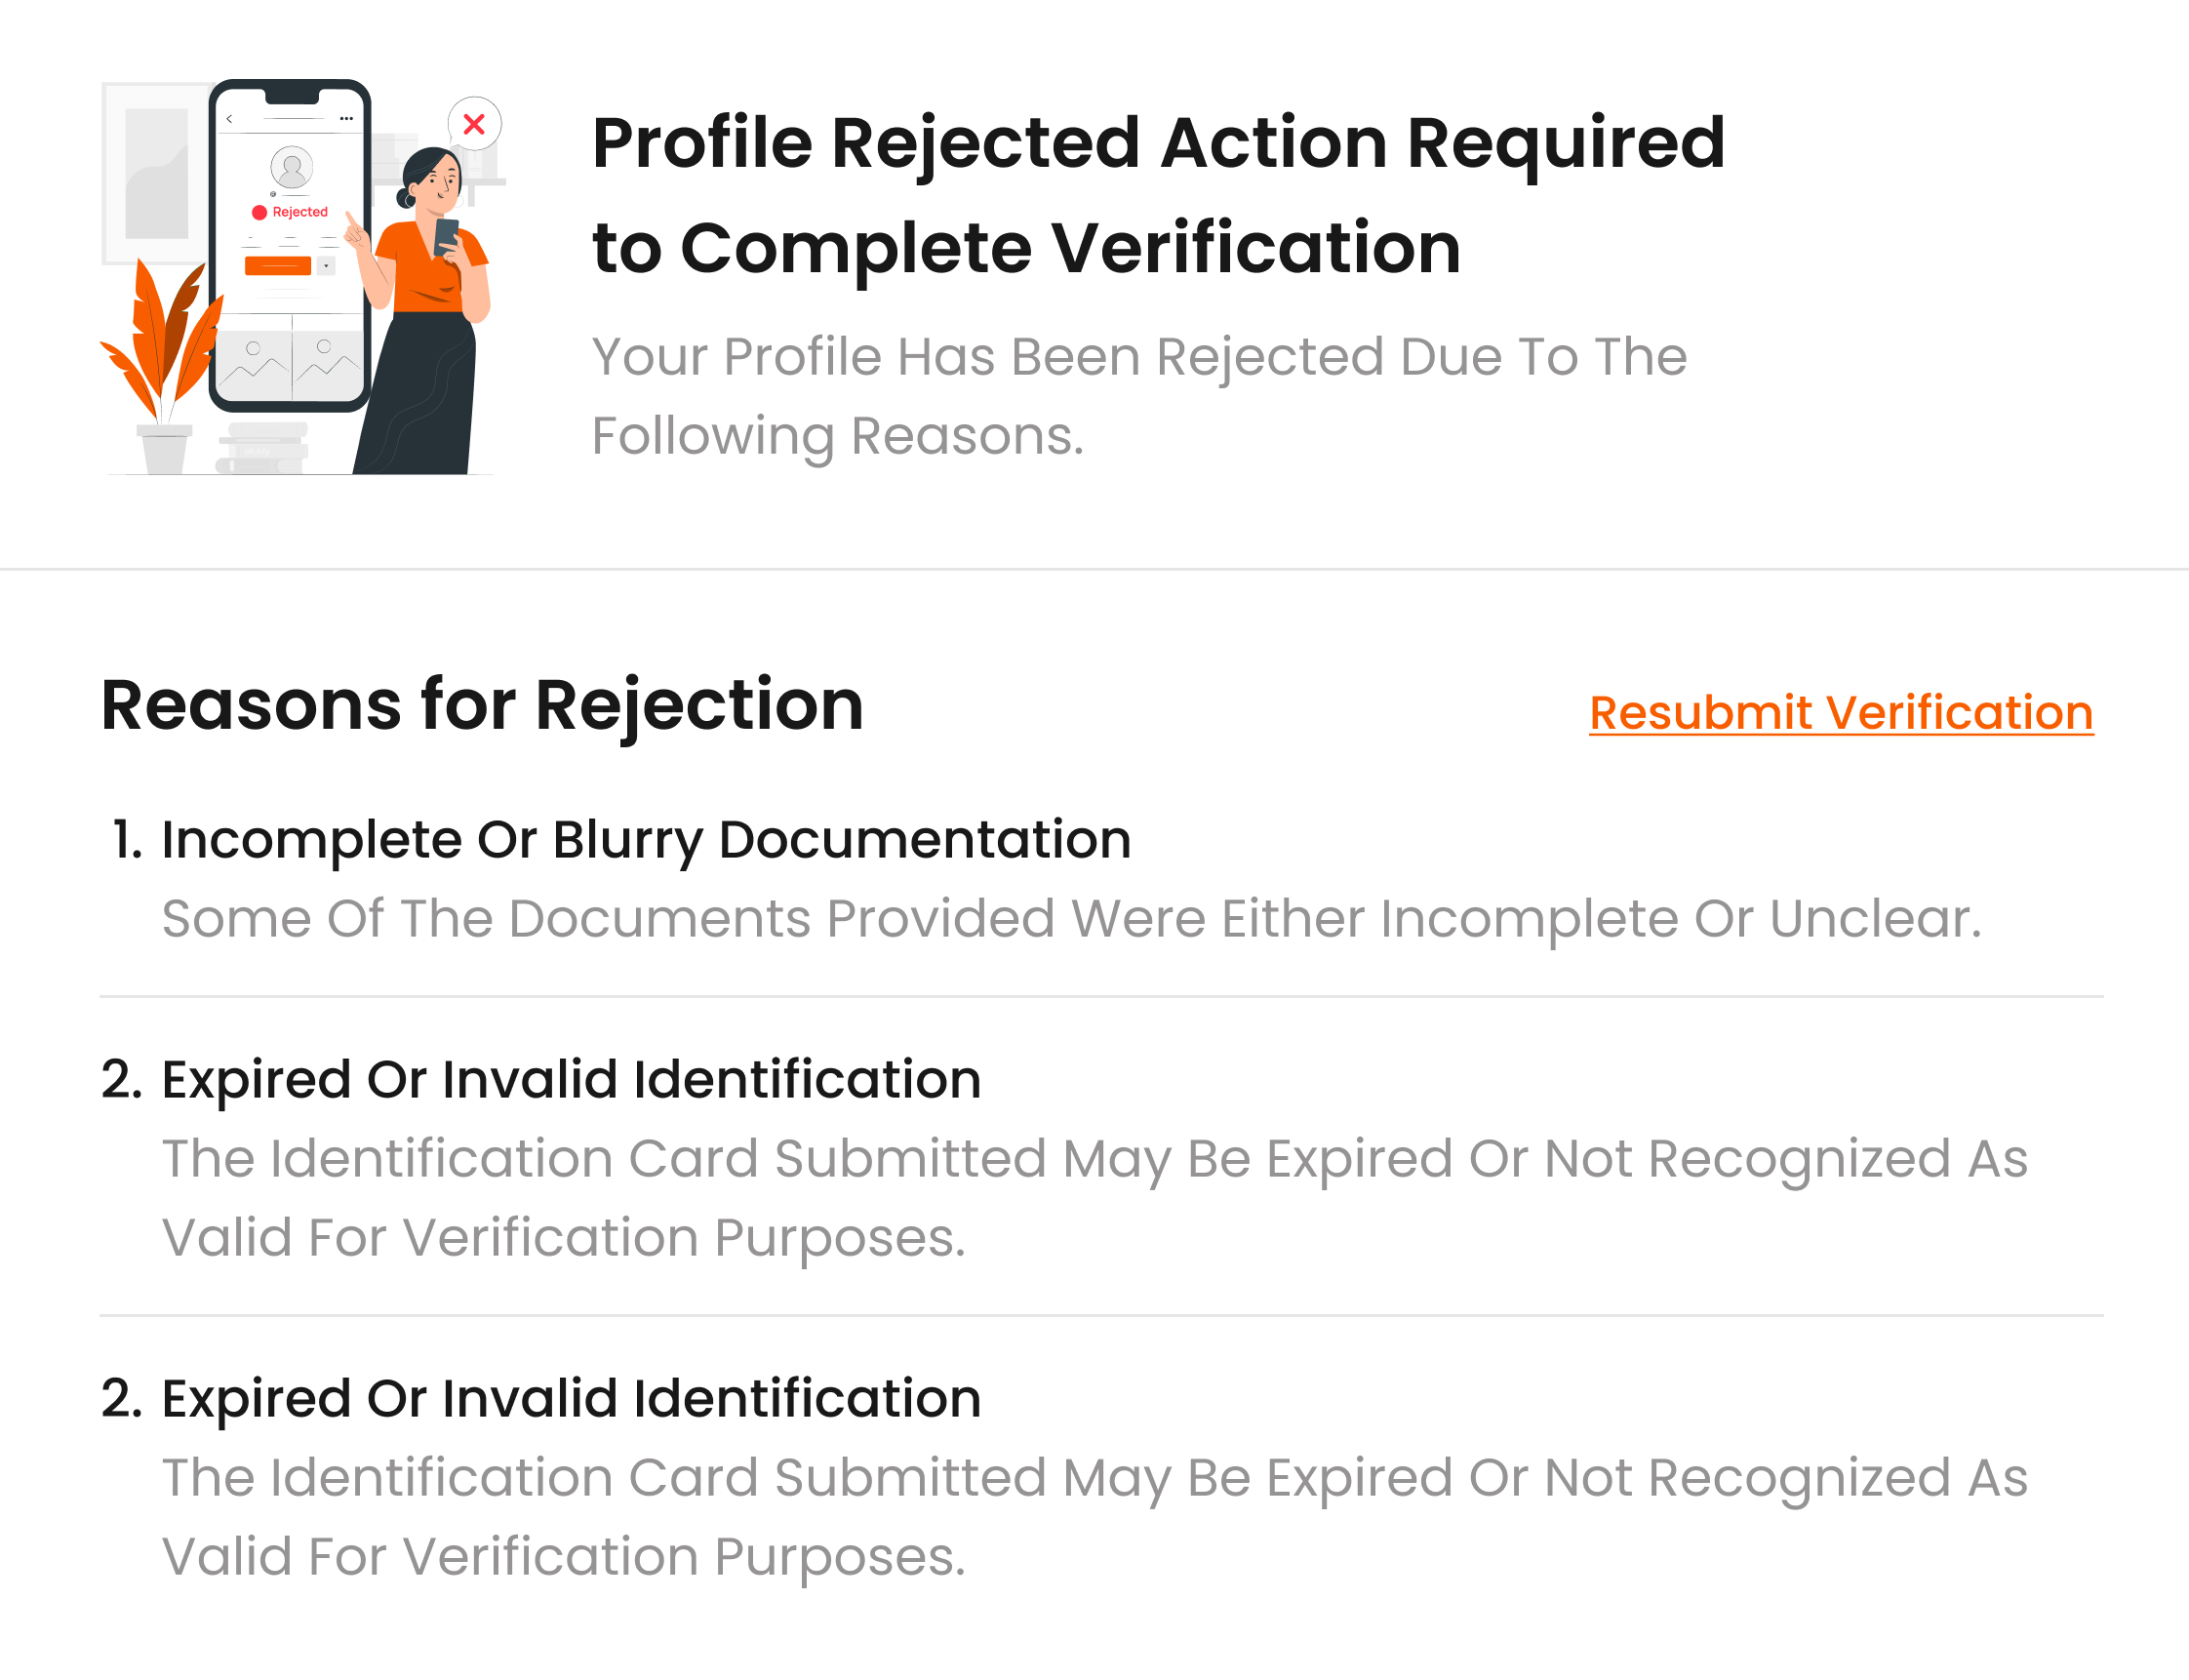 Rejected
Profile Rejected Action Required
to Complete Verification
Your Profile Has Been Rejected Due To The
Following Reasons.
Reasons for Rejection
Resubmit Verification
1. Incomplete Or Blurry Documentation
Some Of The Documents Provided Were Either Incomplete Or Unclear.
2. Expired Or Invalid Identification
The Identification Card Submitted May Be Expired Or Not Recognized As
Valid For Verification Purposes.
2. Expired Or Invalid Identification
The Identification Card Submitted May Be Expired Or Not Recognized As
Valid For Verification Purposes.